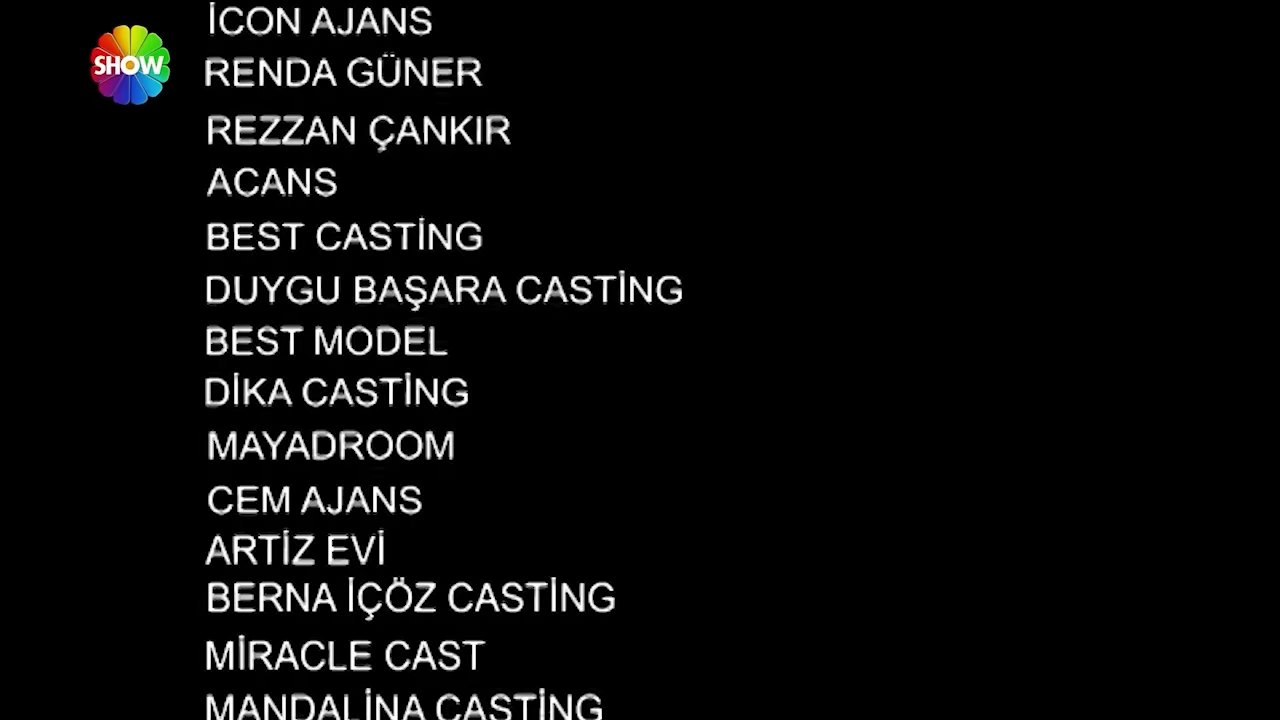 İCON AJANS
SHOW
RENDA GÜNER
REZZAN ÇANKIR
ACANS
BEST CASTİNG
DUYGU BAŞARA CASTİNG
BEST MODEL
DİKA CASTİNG
MAYADROOM
CEM AJANS
ARTİZ EVİ
BERNA İÇÖZ CASTİNG
MİRACLE CAST
MANDALİNA CASTİNG